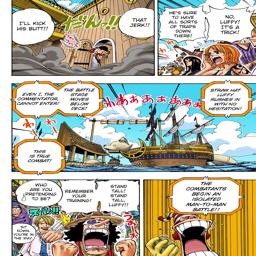 NO,
LUFFY!
IT'S A
TRICK!
HE'S SURE
TO HAVE
ALL SORTS
OF TRAPS
DOWN
THERE!
THAT
JERK!!
I'LL KICK
HIS BUTT!!
STRAW HAT
LUFFY
RUSHES IN
WITH NO
HESITATION!
THE BATTLE
STAGE
MOVES
BELOW
DECK!
EVEN I, THE
COMMENTATOR,
CANNOT ENTER!
THIS
IS TRUE
COMBAT!
THE
COMBATANTS
BEGIN
AN
ISOLATED
MAN-TO-MAN
BATTLE!!
STAND
TALL!
STAND
TALL,
LUFFY!!
REMEMBER
YOUR
TRAINING!
WHO
ARE YOU
PRETENDING
TO BE?
SIT DOWN,
YOU'RE IN
THE WAY!